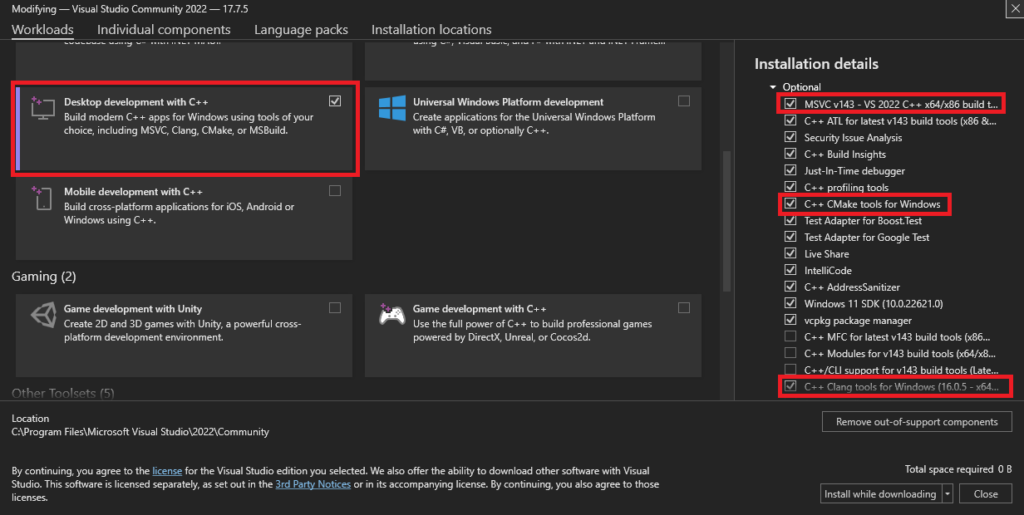 Modifying — Visual Studio Community 2022 — 17.7.5
Workloads
Individual components
Language packs
Installation locations
Desktop development with C++
Build modern C++ apps for Windows using tools of your
choice, including MSVC, Clang, CMake, or MSBuild.
Universal Windows Platform development
Create applications for the Universal Windows Platform
with C#, VB, or optionally C++.
Mobile development with C++
Build cross-platform applications for iOS, Android or
Windows using C++.
Gaming (2)
Game development with Unity
Create 2D and 3D games with Unity, a powerful cross-
platform development environment.
Game development with C++
Use the full power of C++ to build professional games
powered by DirectX, Unreal, or Cocos2d.
Other Toolsets (5)
Installation details
Optional
MSVC v143 - VS 2022 C++ x64/x86 build t...
C++ ATL for latest v143 build tools (x86 &...
Security Issue Analysis
C++ Build Insights
Just-In-Time debugger
C++ profiling tools
C++ CMake tools for Windows
Test Adapter for Boost.Test
Test Adapter for Google Test
Live Share
IntelliCode
C++ AddressSanitizer
Windows 11 SDK (10.0.22621.0)
vcpkg package manager
C++ MFC for latest v143 build tools (x86...
C++ Modules for v143 build tools (x64/x8...
C++/CLI support for v143 build tools (Late...
C++ Clang tools for Windows (16.0.5 - x64...
Location
C:\Program Files\Microsoft Visual Studio\2022\Community
Remove out-of-support components
By continuing, you agree to the license for the Visual Studio edition you selected. We also offer the ability to download other software with Visual
Studio. This software is licensed separately, as set out in the 3rd Party Notices or in its accompanying license. By continuing, you also agree to those
licenses.
Total space required 0 B
Install while downloading
Close